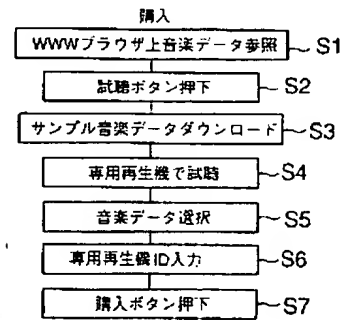 購入
WWWブラウザ上音楽データ参照 S1
試聴ボタン押下 S2
サンプル音楽データダウンロード S3
専用再生機で試聴 S4
音楽データ選択 S5
専用再生機ID入力 S6
購入ボタン押下 S7